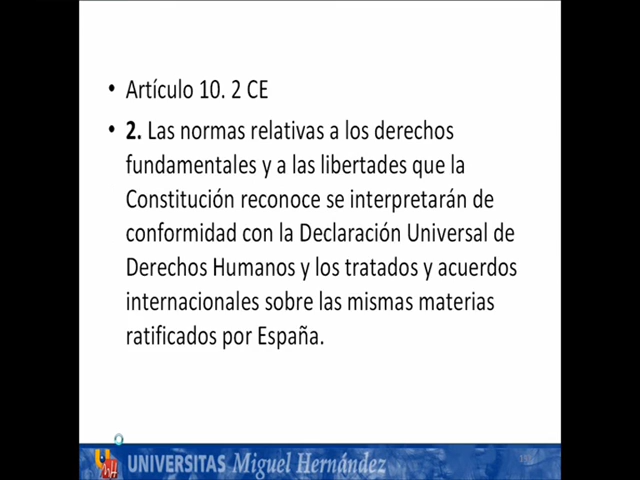 • Artículo 10. 2 CE
• 2. Las normas relativas a los derechos
fundamentales y a las libertades que la
Constitución reconoce se interpretarán de
conformidad con la Declaración Universal de
Derechos Humanos y los tratados y acuerdos
internacionales sobre las mismas materias
ratificados por España.
UNIVERSITAS Miguel Hernández